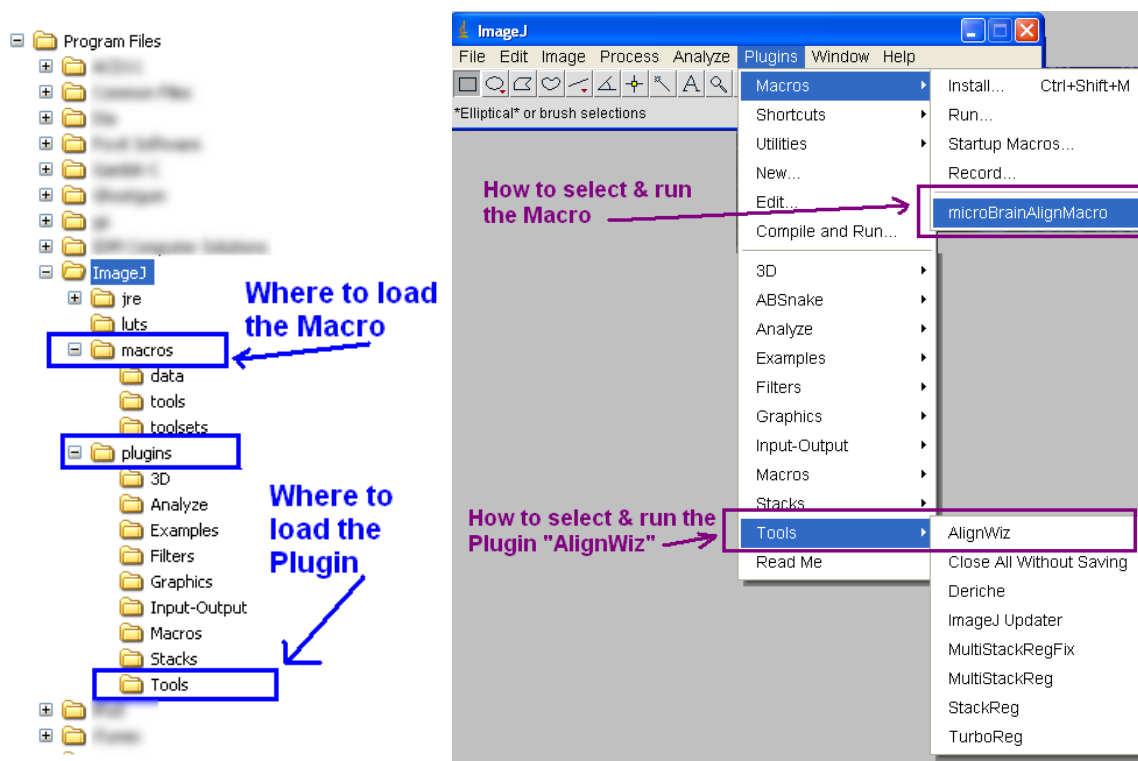 Program Files
ImageJ
jre
luts
macros
data
tools
toolsets
plugins
3D
Analyze
Examples
Filters
Graphics
Input-Output
Macros
Stacks
Tools
Where to load
the Macro
Where to
load the
Plugin
ImageJ
File Edit Image Process Analyze Plugins Window Help
A
*Elliptical* or brush selections
Macros
Shortcuts
Utilities
New...
Edit...
Compile and Run...
3D
ABSnake
Analyze
Examples
Filters
Graphics
Input-Output
Macros
Stacks
Tools
Read Me
Install... Ctrl+Shift+M
Run...
Startup Macros...
Record...
microBrainAlignMacro
How to select & run
the Macro
How to select & run the
Plugin "AlignWiz"
AlignWiz
Close All Without Saving
Deriche
ImageJ Updater
MultiStackRegFix
MultiStackReg
StackReg
TurboReg